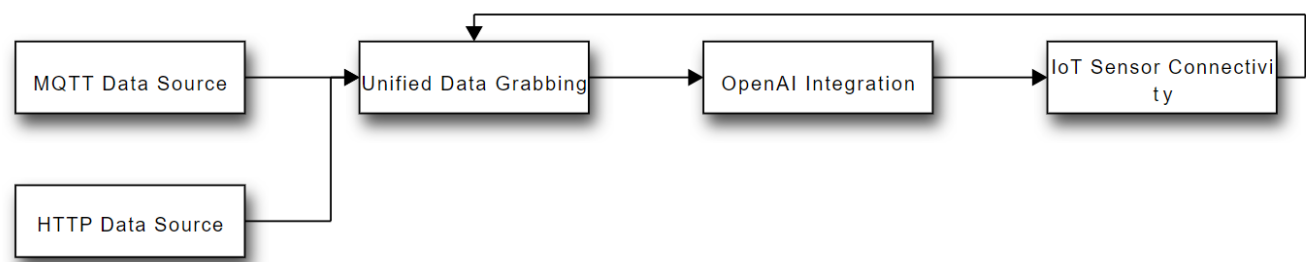 MQTT Data Source
Unified Data Grabbing
OpenAI Integration
IoT Sensor Connectivi
ty
HTTP Data Source